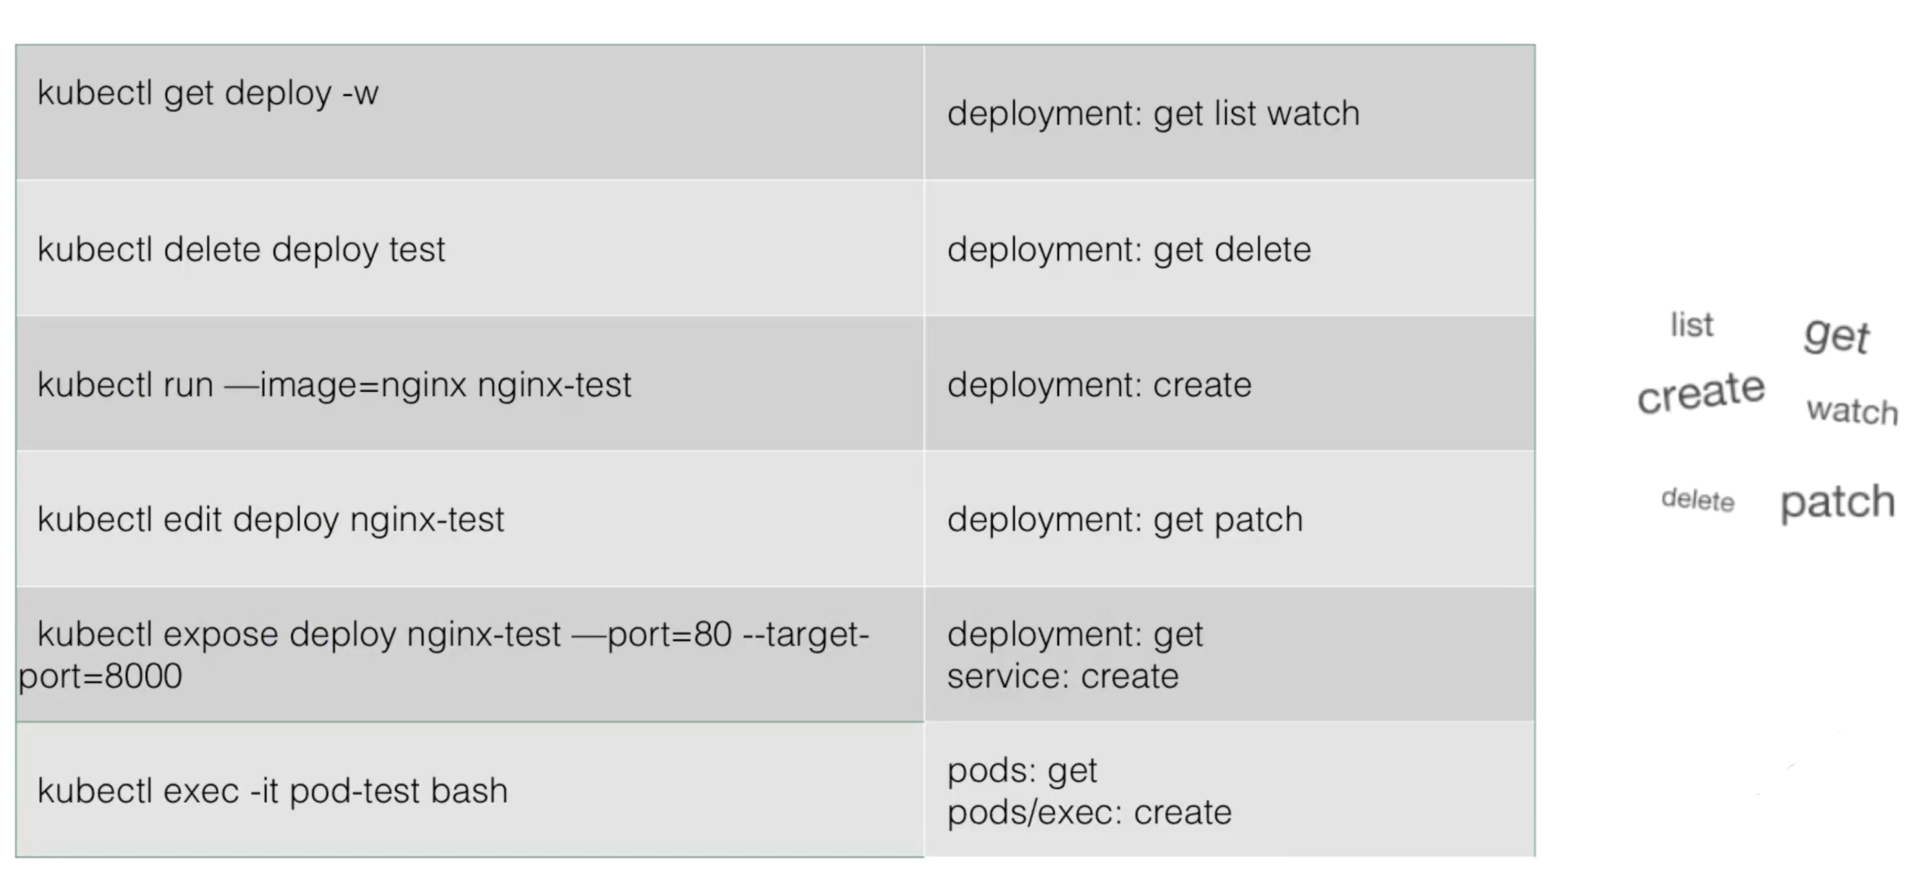 kubectl get deploy -w
deployment: get list watch
kubectl delete deploy test
deployment: get delete
kubectl run —image=nginx nginx-test
deployment: create
kubectl edit deploy nginx-test
deployment: get patch
kubectl expose deploy nginx-test —port=80 --target-
port=8000
deployment: get
service: create
kubectl exec -it pod-test bash
pods: get
pods/exec: create
list
get
create
watch
delete
patch